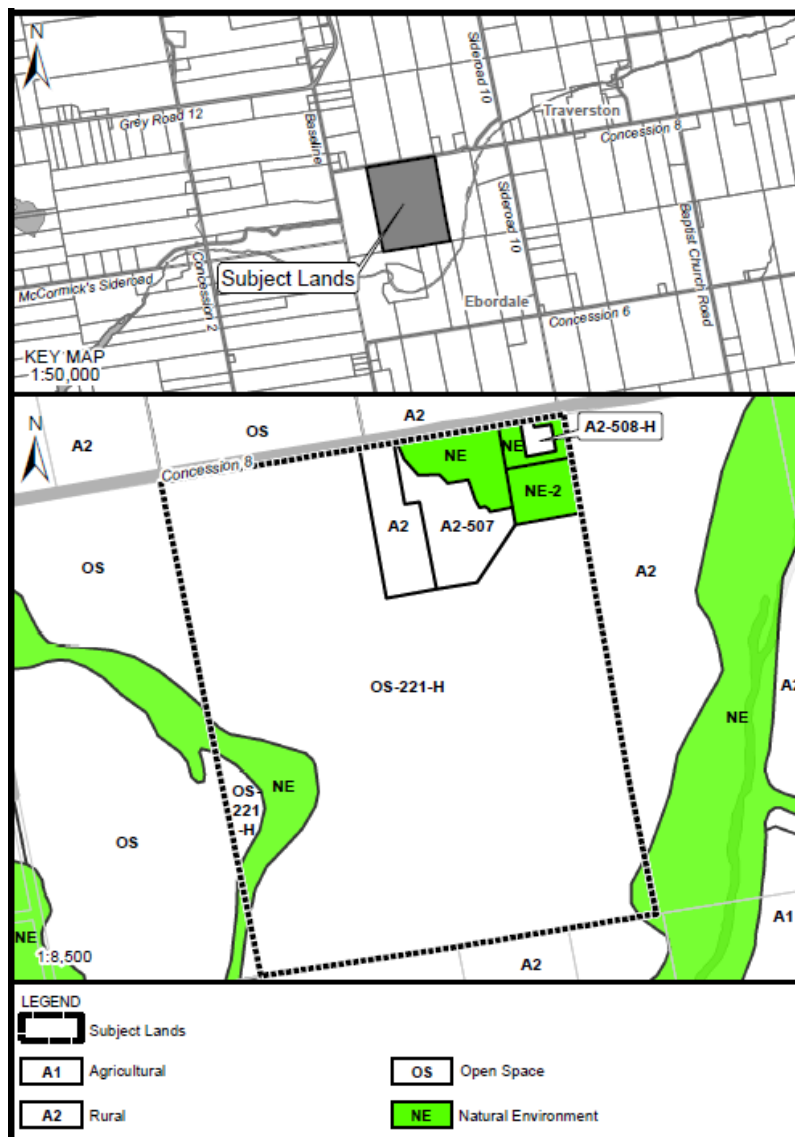 N
Grey Road 12
Baseline
Sideroad 10
Traverston
Concession 8
Sideroad 10
Baptist Church Road
McCormick's Sideroad
Concession 2
Subject Lands
Ebordale
Concession 6
KEY MAP
1:50,000
N
A2
OS
A2
A2-508-H
Concession 8
NE
NE
NE-2
A2
A2-507
OS
A2
OS-221-H
A2
NE
NE
OS-
221
-H
OS
A1
NE
1:8,500
A2
LEGEND
Subject Lands
A1 Agricultural
OS Open Space
A2 Rural
NE Natural Environment